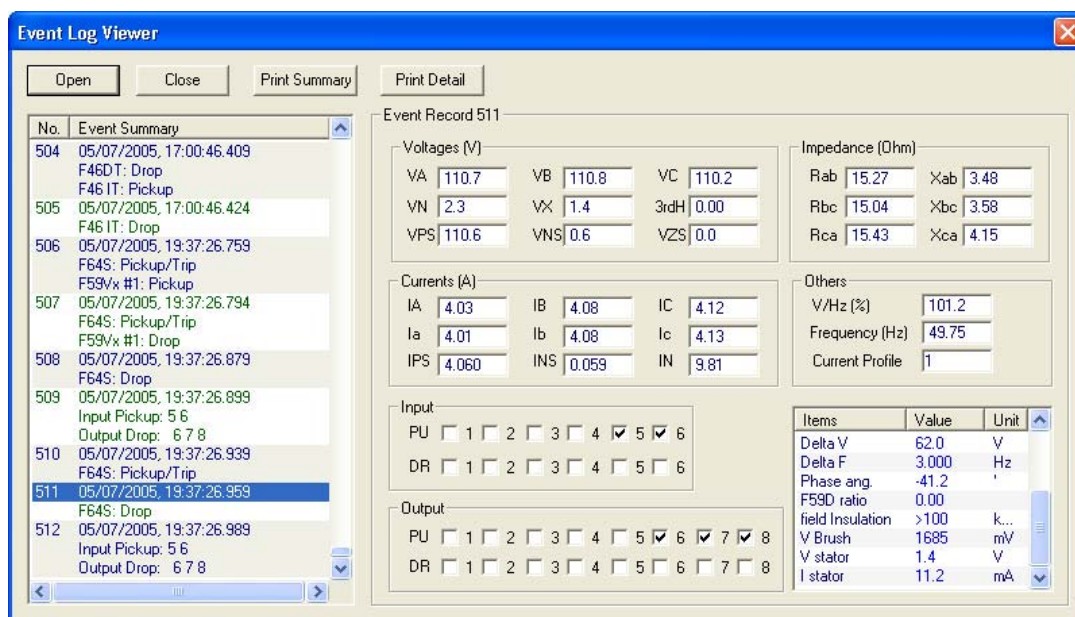 Event Log Viewer
Open Close Print Summary Print Detail
No. Event Summary
504 05/07/2005, 17:00:46.409
F46DT: Drop
F46 IT: Pickup
505 05/07/2005, 17:00:46.424
F46 IT: Drop
506 05/07/2005, 19:37:26.759
F64S: Pickup/Trip
F59Vx #1: Pickup
507 05/07/2005, 19:37:26.794
F64S: Pickup/Trip
F59Vx #1: Drop
508 05/07/2005, 19:37:26.879
F64S: Drop
509 05/07/2005, 19:37:26.899
Input Pickup: 5 6
Output Drop: 6 7 8
510 05/07/2005, 19:37:26.939
F64S: Pickup/Trip
511 05/07/2005, 19:37:26.959
F64S: Drop
512 05/07/2005, 19:37:26.989
Input Pickup: 5 6
Output Drop: 6 7 8
Event Record 511
Voltages (V)
VA 110.7 VB 110.8 VC 110.2
VN 2.3 VX 1.4 3rdH 0.00
VPS 110.6 VNS 0.6 VZS 0.0
Impedance (Ohm)
Rab 15.27 Xab 3.48
Rbc 15.04 Xbc 3.58
Rca 15.43 Xca 4.15
Currents (A)
IA 4.03 IB 4.08 IC 4.12
Ia 4.01 Ib 4.08 Ic 4.13
IPS 4.060 INS 0.059 IN 9.81
Others
V/Hz (%) 101.2
Frequency (Hz) 49.75
Current Profile 1
Input
PU 1 2 3 4 5 6
DR 1 2 3 4 5 6
Output
PU 1 2 3 4 5 6 7 8
DR 1 2 3 4 5 6 7 8
Items Value Unit
Delta V 62.0 V
Delta F 3.000 Hz
Phase ang. -41.2 '
F59D ratio 0.00
field Insulation >100 k...
V Brush 1685 mV
V stator 1.4 V
I stator 11.2 mA